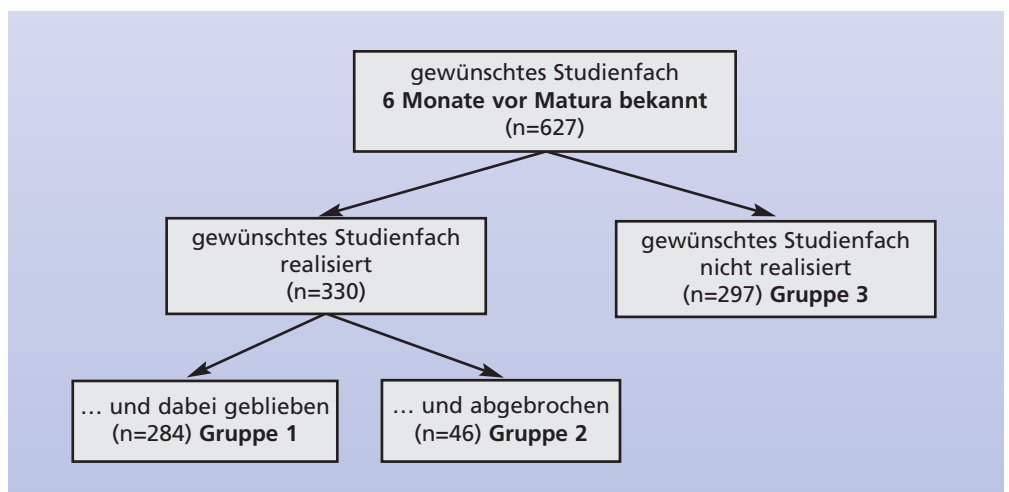 gewünschtes Studienfach
6 Monate vor Matura bekannt
(n=627)
gewünschtes Studienfach
realisiert
(n=330)
gewünschtes Studienfach
nicht realisiert
(n=297) Gruppe 3
… und dabei geblieben
(n=284) Gruppe 1
… und abgebrochen
(n=46) Gruppe 2